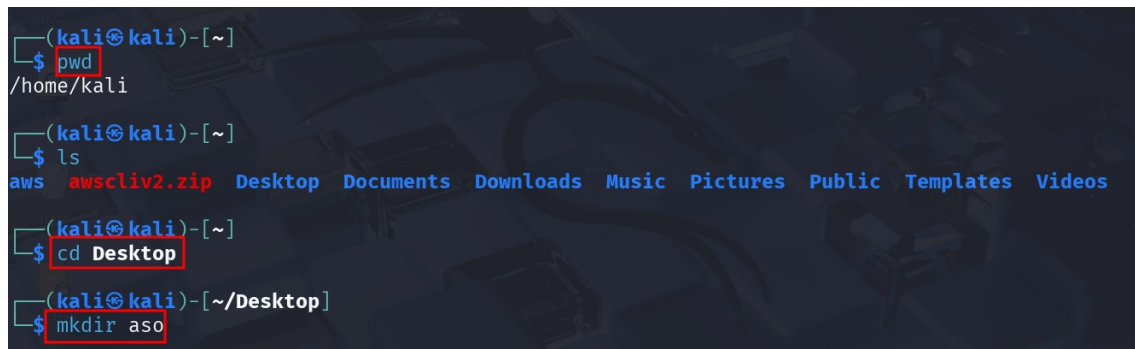 ┌──(kali㉿kali)-[~]
└─$ pwd
/home/kali
┌──(kali㉿kali)-[~]
└─$ ls
aws awscliv2.zip Desktop Documents Downloads Music Pictures Public Templates Videos
┌──(kali㉿kali)-[~]
└─$ cd Desktop
┌──(kali㉿kali)-[~/Desktop]
└─$ mkdir aso